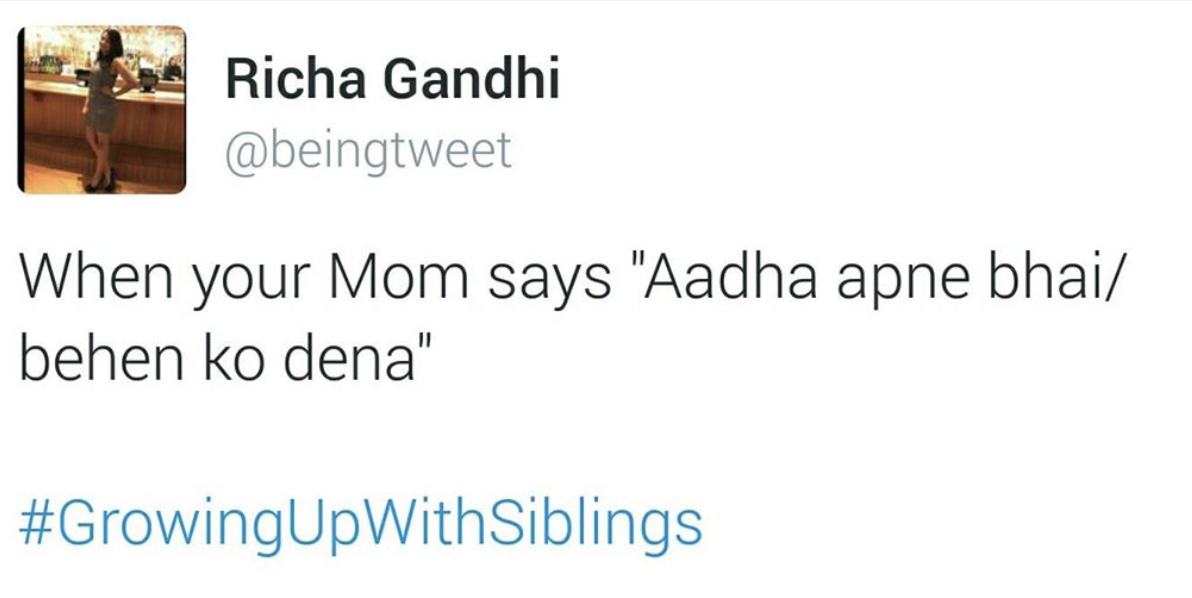 Richa Gandhi
@beingtweet
When your Mom says "Aadha apne bhai/
behen ko dena"
#GrowingUpWithSiblings